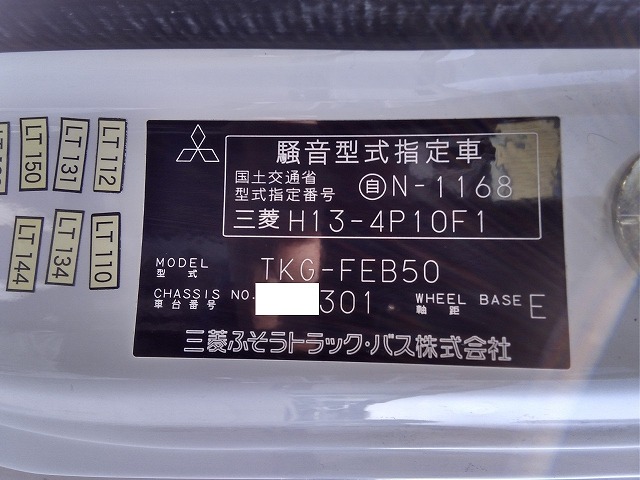 騒音型式指定車
国土交通省
型式指定番号 自N-1168
三菱 H13-4P10F1
MODEL
型式 TKG-FEB50
CHASSIS NO.
車台番号 301
WHEEL BASE
軸距 E
三菱ふそうトラック・バス株式会社
LT 150
LT 131
LT 112
LT 144
LT 134
LT 110